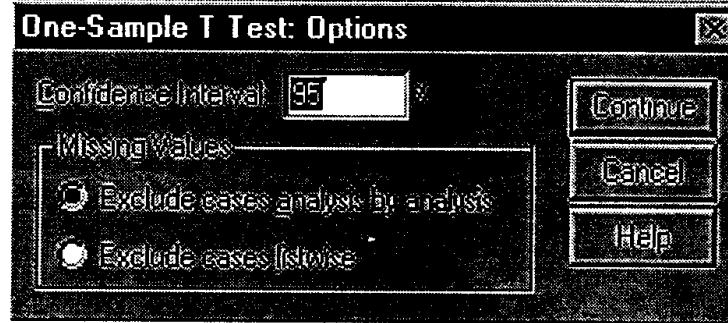 One-Sample T Test: Options
Confidence Interval: 95 %
Continue
Missing Values
Cancel
Exclude cases analysis by analysis
Help
Exclude cases listwise